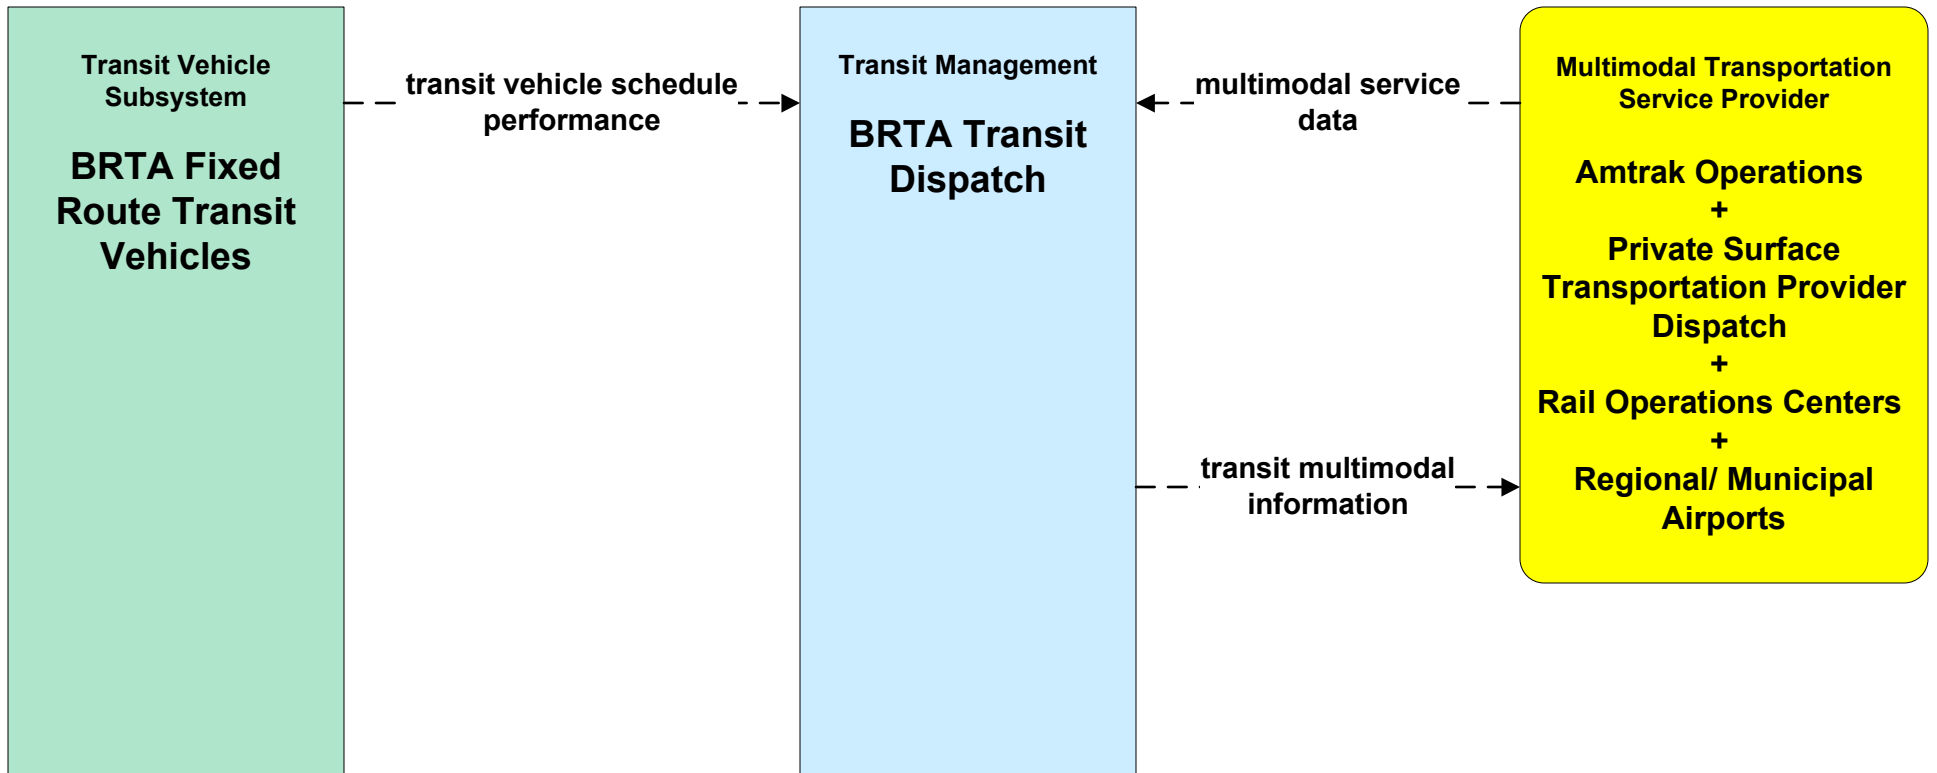 Transit Vehicle
Subsystem
BRTA Fixed
Route Transit
Vehicles
transit vehicle schedule
performance
Transit Management
BRTA Transit
Dispatch
multimodal service
data
transit multimodal
information
Multimodal Transportation
Service Provider
Amtrak Operations
+
Private Surface
Transportation Provider
Dispatch
+
Rail Operations Centers
+
Regional/ Municipal
Airports